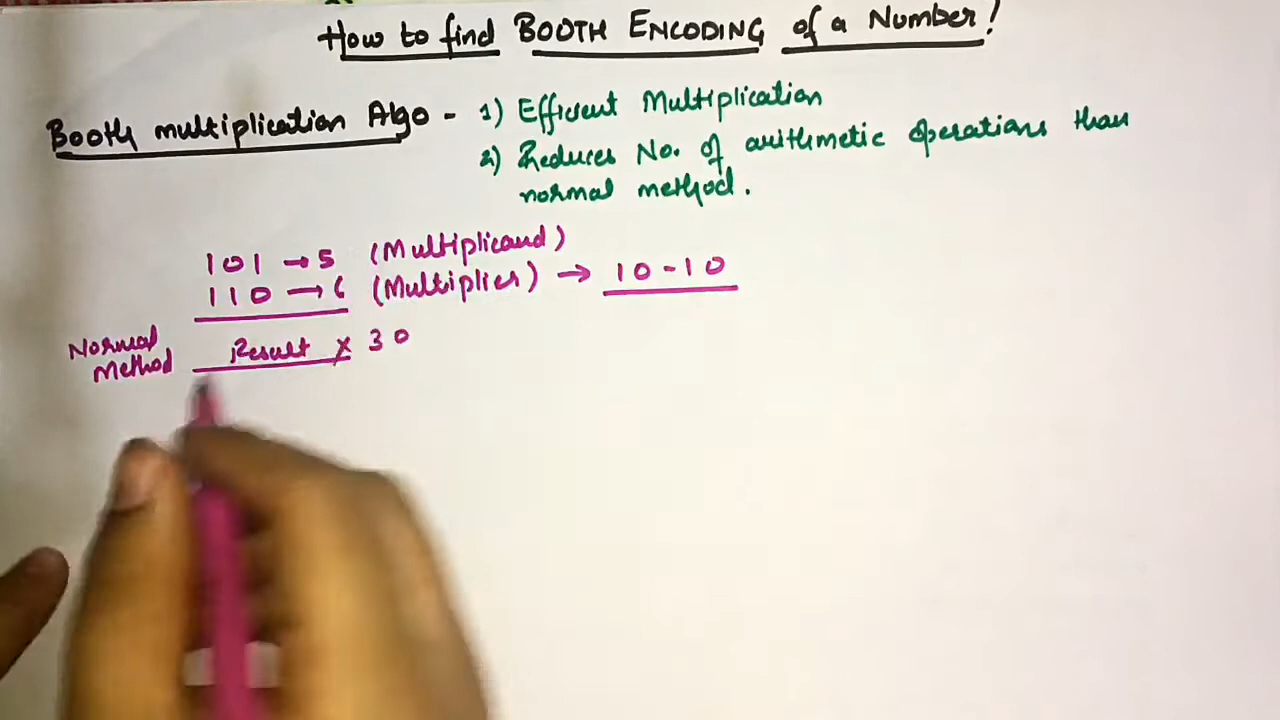 How to find BOOTH ENCODING of a Number!
Booth multiplication Algo - 1) Efficient Multiplication
2) Reduces No. of arithmetic operations than
normal method.
101 → 5 (Multiplicand)
110 → 6 (Multiplier) → 10-10
Normal Method
Result × 30